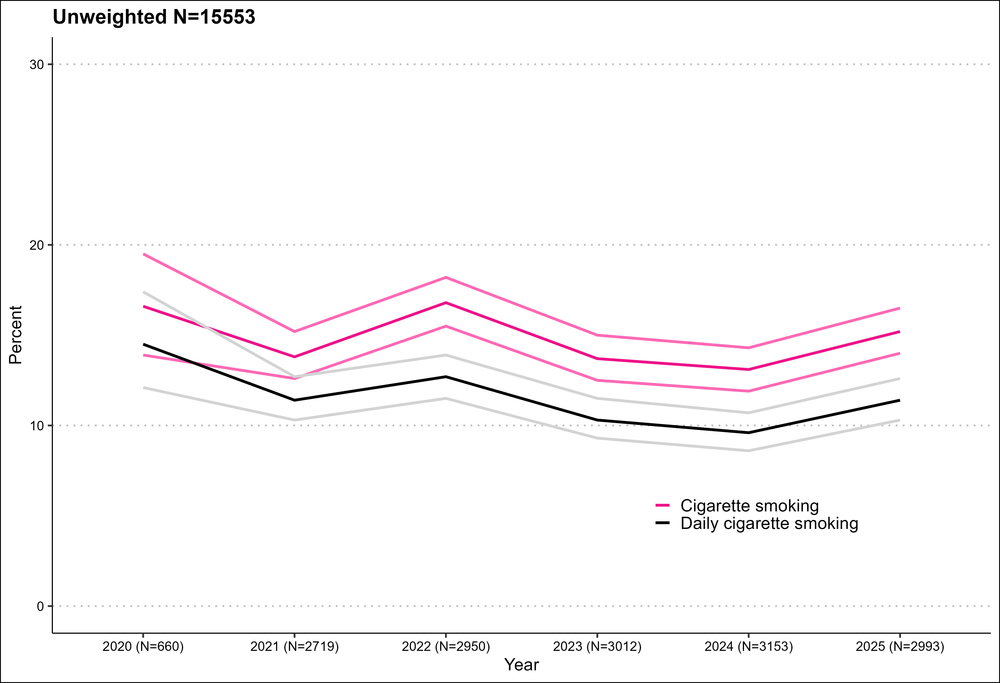 Unweighted N=15553
30
20
10
0
Percent
Cigarette smoking
Daily cigarette smoking
2020 (N=660) 2021 (N=2719) 2022 (N=2950) 2023 (N=3012) 2024 (N=3153) 2025 (N=2993)
Year